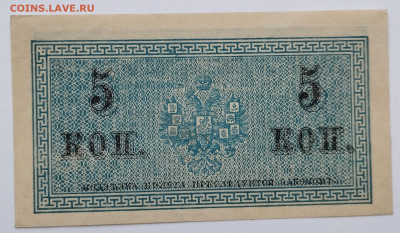 COINS.LAVE.RU
5 5
КОП. КОП.
ПОДДѢЛКА БИЛЕТА ПРЕСЛѢДУЕТСЯ ЗАКОНОМЪ.